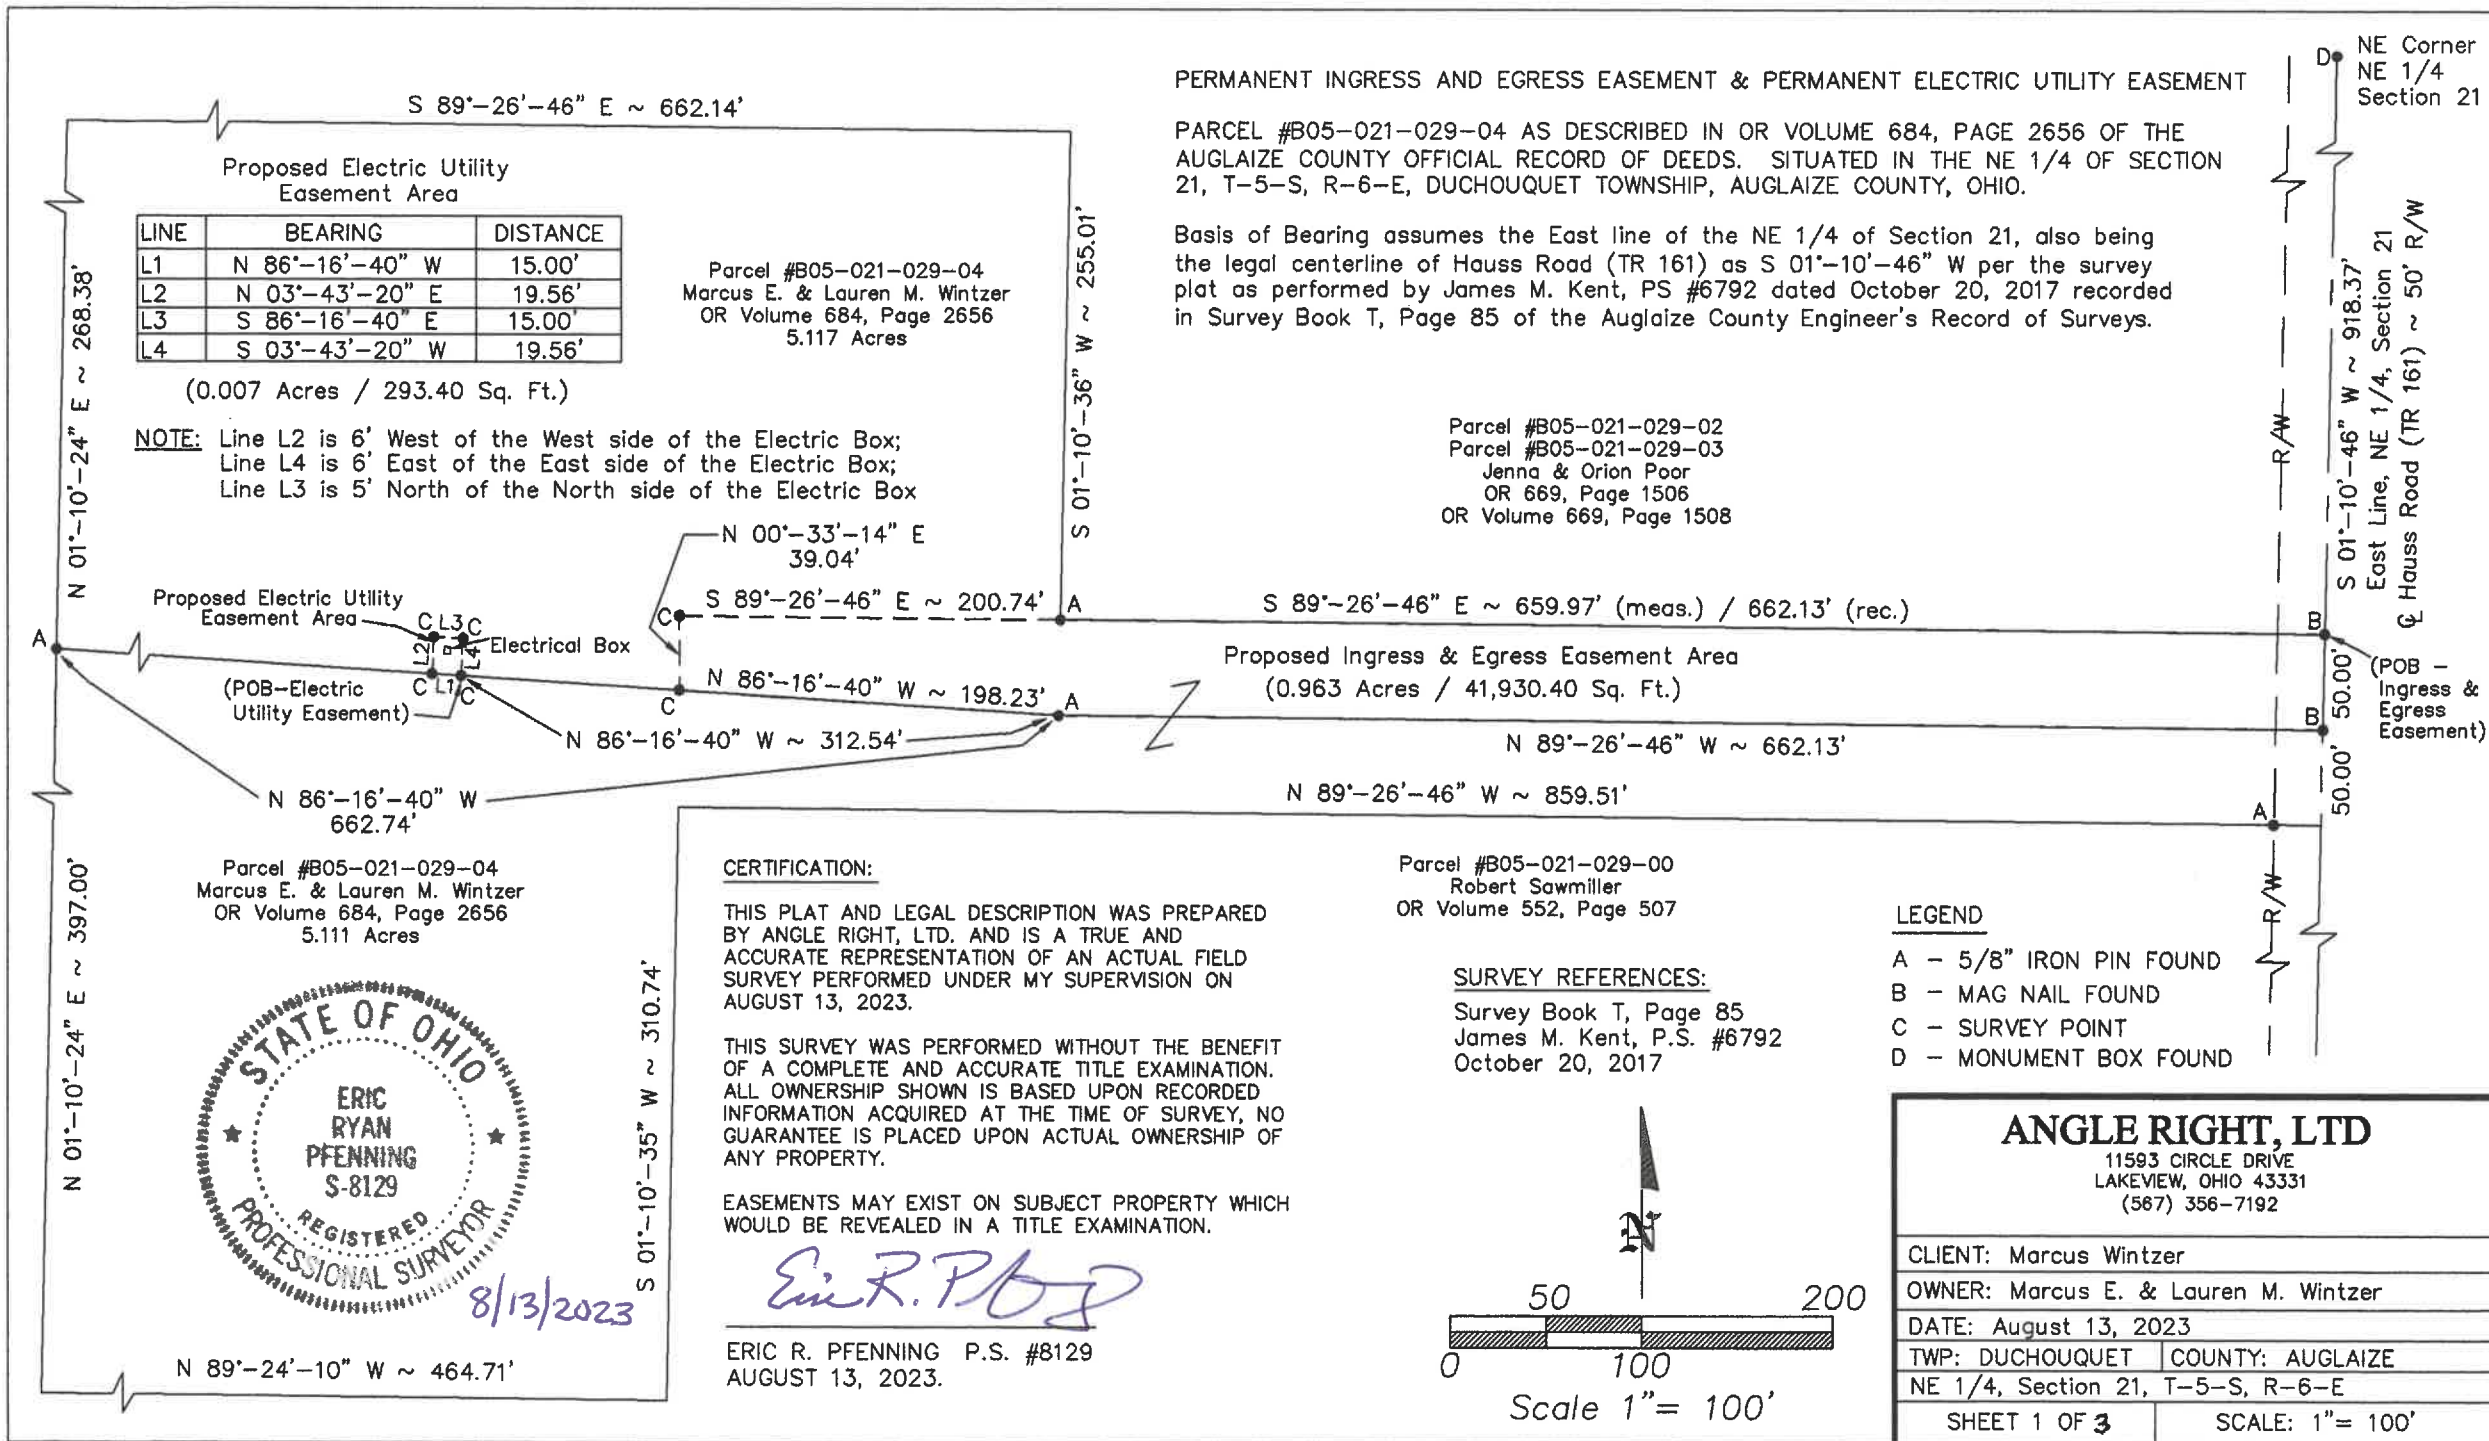 PERMANENT INGRESS AND EGRESS EASEMENT & PERMANENT ELECTRIC UTILITY EASEMENT
PARCEL #B05-021-029-04 AS DESCRIBED IN OR VOLUME 684, PAGE 2656 OF THE
AUGLAIZE COUNTY OFFICIAL RECORD OF DEEDS. SITUATED IN THE NE 1/4 OF SECTION
21, T-5-S, R-6-E, DUCHOUQUET TOWNSHIP, AUGLAIZE COUNTY, OHIO.
Basis of Bearing assumes the East line of the NE 1/4 of Section 21, also being
the legal centerline of Hauss Road (TR 161) as S 01°-10'-46" W per the survey
plat as performed by James M. Kent, PS #6792 dated October 20, 2017 recorded
in Survey Book T, Page 85 of the Auglaize County Engineer's Record of Surveys.
D
NE Corner
NE 1/4
Section 21
S 89°-26'-46" E ~ 662.14'
Proposed Electric Utility
Easement Area
LINE BEARING DISTANCE
L1 N 86°-16'-40" W 15.00'
L2 N 03°-43'-20" E 19.56'
L3 S 86°-16'-40" E 15.00'
L4 S 03°-43'-20" W 19.56'
(0.007 Acres / 293.40 Sq. Ft.)
NOTE: Line L2 is 6' West of the West side of the Electric Box;
Line L4 is 6' East of the East side of the Electric Box;
Line L3 is 5' North of the North side of the Electric Box
Parcel #B05-021-029-04
Marcus E. & Lauren M. Wintzer
OR Volume 684, Page 2656
5.117 Acres
N 01°-10'-24" E ~ 268.38'
S 01°-10'-36" W ~ 255.01'
Parcel #B05-021-029-02
Parcel #B05-021-029-03
Jenna & Orion Poor
OR 669, Page 1506
OR Volume 669, Page 1508
R/W
S 01°-10'-46" W ~ 918.37'
East Line, NE 1/4, Section 21
℄ Hauss Road (TR 161) ~ 50' R/W
N 00°-33'-14" E
39.04'
Proposed Electric Utility
Easement Area
C L3 C
L2
L4
Electrical Box
A
C L1 C
(POB-Electric
Utility Easement)
C
S 89°-26'-46" E ~ 200.74'
A
S 89°-26'-46" E ~ 659.97' (meas.) / 662.13' (rec.)
B
Proposed Ingress & Egress Easement Area
(0.963 Acres / 41,930.40 Sq. Ft.)
(POB -
Ingress &
Egress
Easement)
50.00'
C
N 86°-16'-40" W ~ 198.23'
A
B
N 86°-16'-40" W ~ 312.54'
N 89°-26'-46" W ~ 662.13'
50.00'
N 86°-16'-40" W
662.74'
N 89°-26'-46" W ~ 859.51'
A
Parcel #B05-021-029-04
Marcus E. & Lauren M. Wintzer
OR Volume 684, Page 2656
5.111 Acres
N 01°-10'-24" E ~ 397.00'
STATE OF OHIO
ERIC
RYAN
PFENNING
S-8129
REGISTERED
PROFESSIONAL SURVEYOR
8/13/2023
S 01°-10'-35" W ~ 310.74'
N 89°-24'-10" W ~ 464.71'
CERTIFICATION:
THIS PLAT AND LEGAL DESCRIPTION WAS PREPARED
BY ANGLE RIGHT, LTD. AND IS A TRUE AND
ACCURATE REPRESENTATION OF AN ACTUAL FIELD
SURVEY PERFORMED UNDER MY SUPERVISION ON
AUGUST 13, 2023.
THIS SURVEY WAS PERFORMED WITHOUT THE BENEFIT
OF A COMPLETE AND ACCURATE TITLE EXAMINATION.
ALL OWNERSHIP SHOWN IS BASED UPON RECORDED
INFORMATION ACQUIRED AT THE TIME OF SURVEY, NO
GUARANTEE IS PLACED UPON ACTUAL OWNERSHIP OF
ANY PROPERTY.
EASEMENTS MAY EXIST ON SUBJECT PROPERTY WHICH
WOULD BE REVEALED IN A TITLE EXAMINATION.
Eric R. Pfenning
ERIC R. PFENNING P.S. #8129
AUGUST 13, 2023.
Parcel #B05-021-029-00
Robert Sawmiller
OR Volume 552, Page 507
SURVEY REFERENCES:
Survey Book T, Page 85
James M. Kent, P.S. #6792
October 20, 2017
N
50 200
0 100
Scale 1"= 100'
R/W
LEGEND
A - 5/8" IRON PIN FOUND
B - MAG NAIL FOUND
C - SURVEY POINT
D - MONUMENT BOX FOUND
ANGLE RIGHT, LTD
11593 CIRCLE DRIVE
LAKEVIEW, OHIO 43331
(567) 356-7192
CLIENT: Marcus Wintzer
OWNER: Marcus E. & Lauren M. Wintzer
DATE: August 13, 2023
TWP: DUCHOUQUET COUNTY: AUGLAIZE
NE 1/4, Section 21, T-5-S, R-6-E
SHEET 1 OF 3 SCALE: 1"= 100'